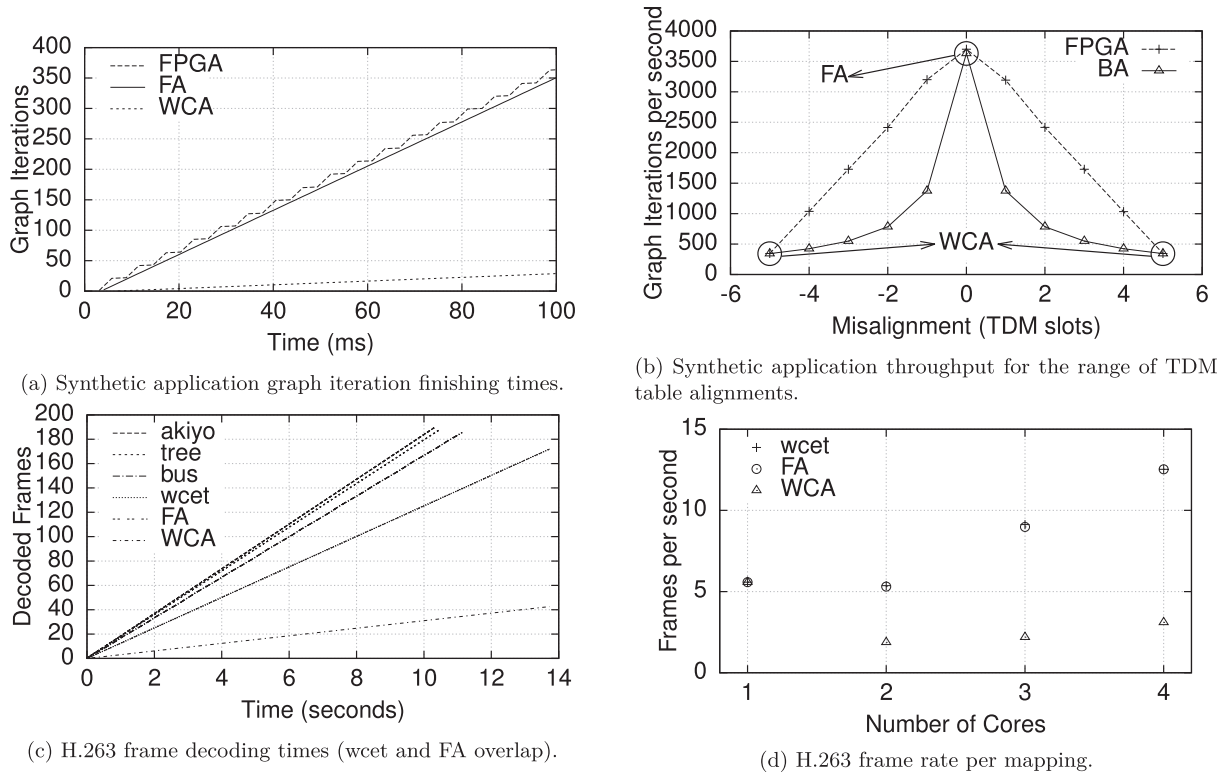 400
350
300
250
200
150
100
50
0
Graph Iterations
FPGA
FA
WCA
20
40
60
80
100
Time (ms)
(a) Synthetic application graph iteration finishing times.
4000
3500
3000
2500
2000
1500
1000
500
0
Graph Iterations per second
FPGA
BA
FA
WCA
-6
-4
-2
0
2
4
6
Misalignment (TDM slots)
(b) Synthetic application throughput for the range of TDM
table alignments.
200
180
160
140
120
100
80
60
40
20
0
Decoded Frames
akiyo
tree
bus
wcet
FA
WCA
0
2
4
6
8
10
12
14
Time (seconds)
(c) H.263 frame decoding times (wcet and FA overlap).
15
10
5
0
Frames per second
wcet
FA
WCA
1
2
3
4
Number of Cores
(d) H.263 frame rate per mapping.